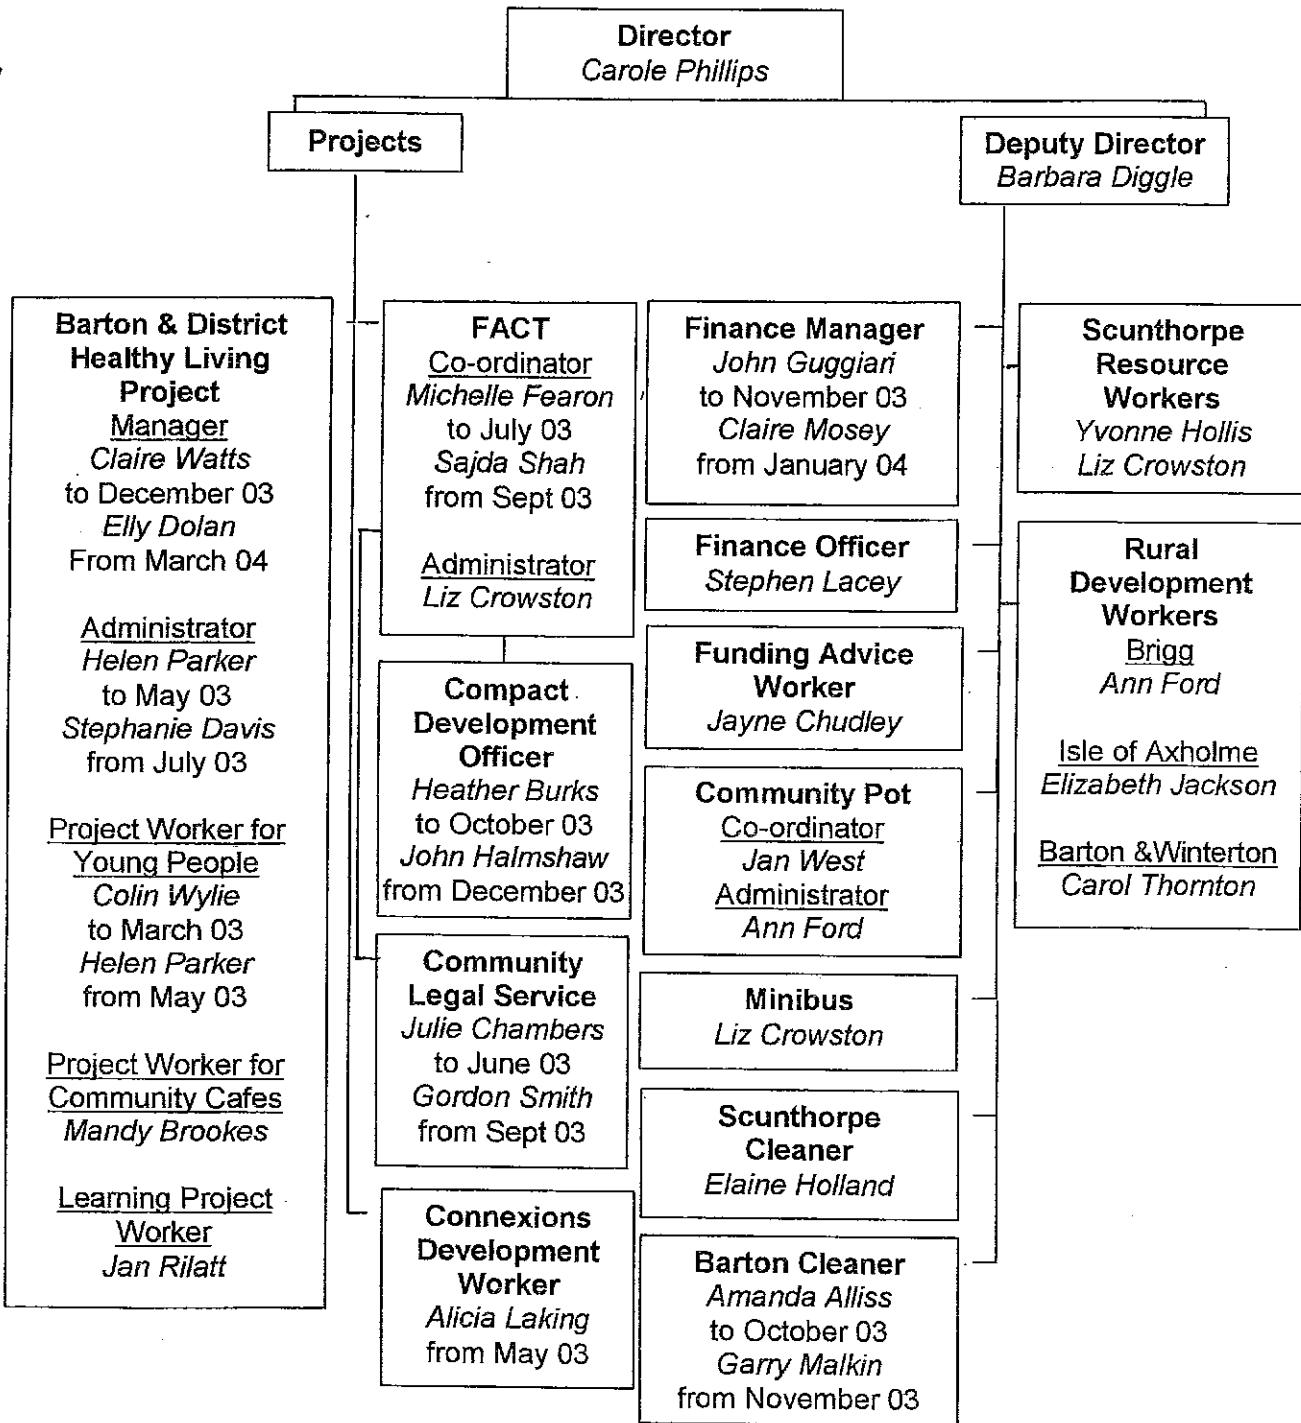 Director
Carole Phillips
Projects
Deputy Director
Barbara Diggle
Barton & District
Healthy Living
Project
Manager
Claire Watts
to December 03
Elly Dolan
From March 04
Administrator
Helen Parker
to May 03
Stephanie Davis
from July 03
Project Worker for
Young People
Colin Wylie
to March 03
Helen Parker
from May 03
Project Worker for
Community Cafes
Mandy Brookes
Learning Project
Worker
Jan Rilatt
FACT
Co-ordinator
Michelle Fearon
to July 03
Sajda Shah
from Sept 03
Administrator
Liz Crowston
Compact
Development
Officer
Heather Burks
to October 03
John Halmshaw
from December 03
Community
Legal Service
Julie Chambers
to June 03
Gordon Smith
from Sept 03
Connexions
Development
Worker
Alicia Laking
from May 03
Finance Manager
John Guggiari
to November 03
Claire Mosey
from January 04
Finance Officer
Stephen Lacey
Funding Advice
Worker
Jayne Chudley
Community Pot
Co-ordinator
Jan West
Administrator
Ann Ford
Minibus
Liz Crowston
Scunthorpe
Cleaner
Elaine Holland
Barton Cleaner
Amanda Alliss
to October 03
Garry Malkin
from November 03
Scunthorpe
Resource
Workers
Yvonne Hollis
Liz Crowston
Rural
Development
Workers
Brigg
Ann Ford
Isle of Axholme
Elizabeth Jackson
Barton &Winterton
Carol Thornton